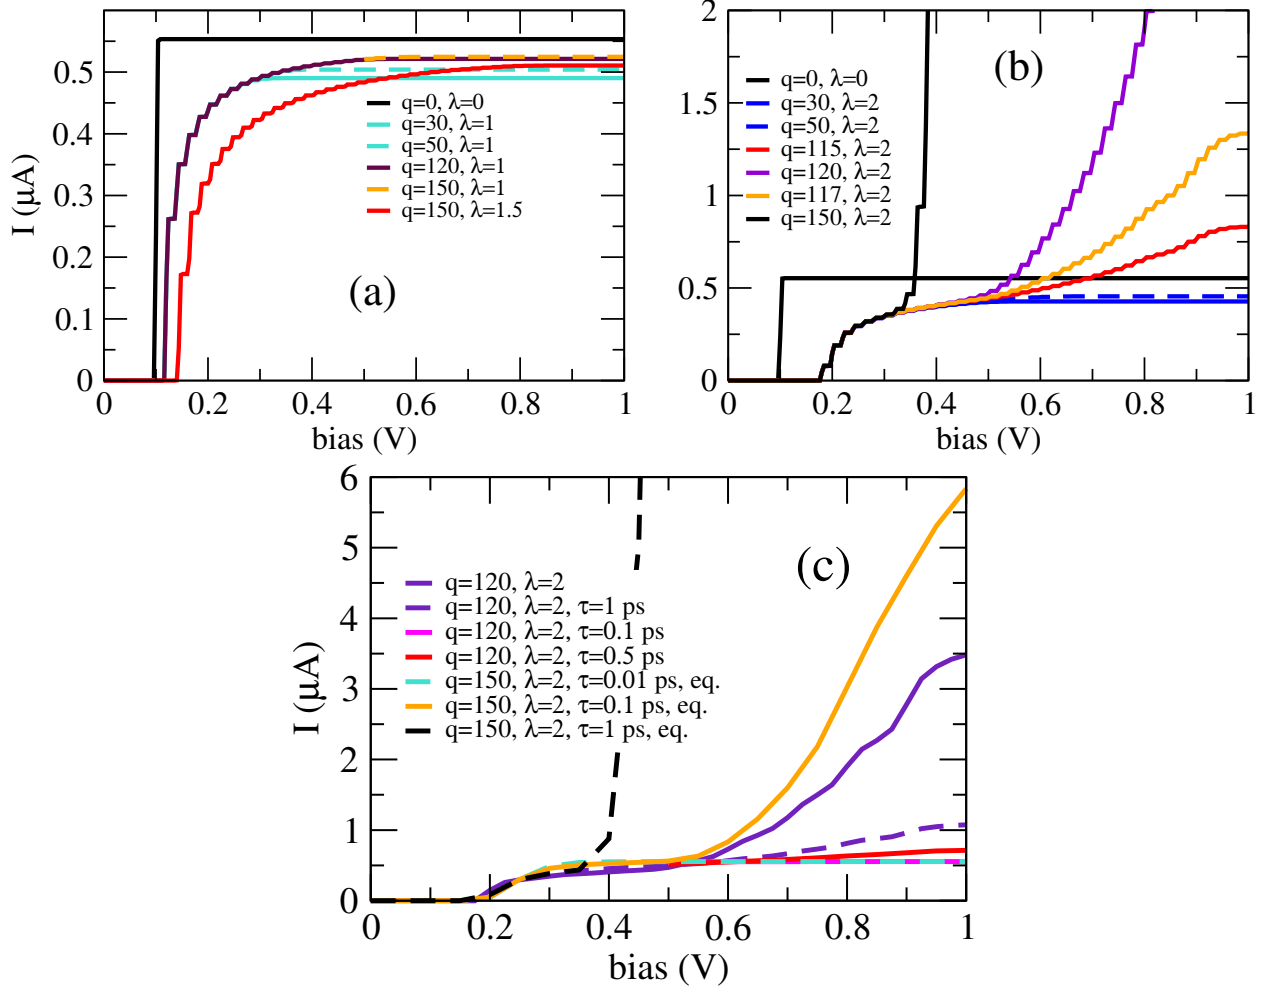 0.5
0.4
0.3
0.2
0.1
0
I (μA)
q=0, λ=0
q=30, λ=1
q=50, λ=1
q=120, λ=1
q=150, λ=1
q=150, λ=1.5
(a)
0 0.2 0.4 0.6 0.8 1
bias (V)
2
1.5
1
0.5
0
(b)
q=0, λ=0
q=30, λ=2
q=50, λ=2
q=115, λ=2
q=120, λ=2
q=117, λ=2
q=150, λ=2
0 0.2 0.4 0.6 0.8 1
bias (V)
6
5
4
3
2
1
0
I (μA)
(c)
q=120, λ=2
q=120, λ=2, τ=1 ps
q=120, λ=2, τ=0.1 ps
q=120, λ=2, τ=0.5 ps
q=150, λ=2, τ=0.01 ps, eq.
q=150, λ=2, τ=0.1 ps, eq.
q=150, λ=2, τ=1 ps, eq.
0 0.2 0.4 0.6 0.8 1
bias (V)